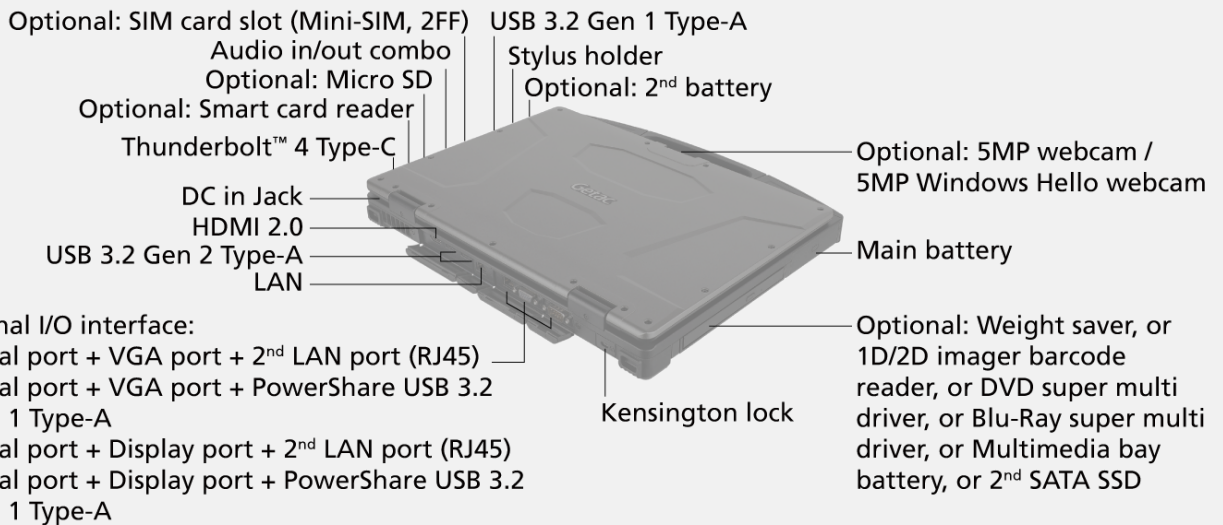 Optional: SIM card slot (Mini-SIM, 2FF)
USB 3.2 Gen 1 Type-A
Audio in/out combo
Stylus holder
Optional: Micro SD
Optional: 2nd battery
Optional: Smart card reader
Thunderbolt™ 4 Type-C
Optional: 5MP webcam /
5MP Windows Hello webcam
DC in Jack
HDMI 2.0
USB 3.2 Gen 2 Type-A
LAN
Getac
Main battery
nal I/O interface:
al port + VGA port + 2nd LAN port (RJ45)
al port + VGA port + PowerShare USB 3.2
1 Type-A
al port + Display port + 2nd LAN port (RJ45)
al port + Display port + PowerShare USB 3.2
1 Type-A
Kensington lock
Optional: Weight saver, or
1D/2D imager barcode
reader, or DVD super multi
driver, or Blu-Ray super multi
driver, or Multimedia bay
battery, or 2nd SATA SSD